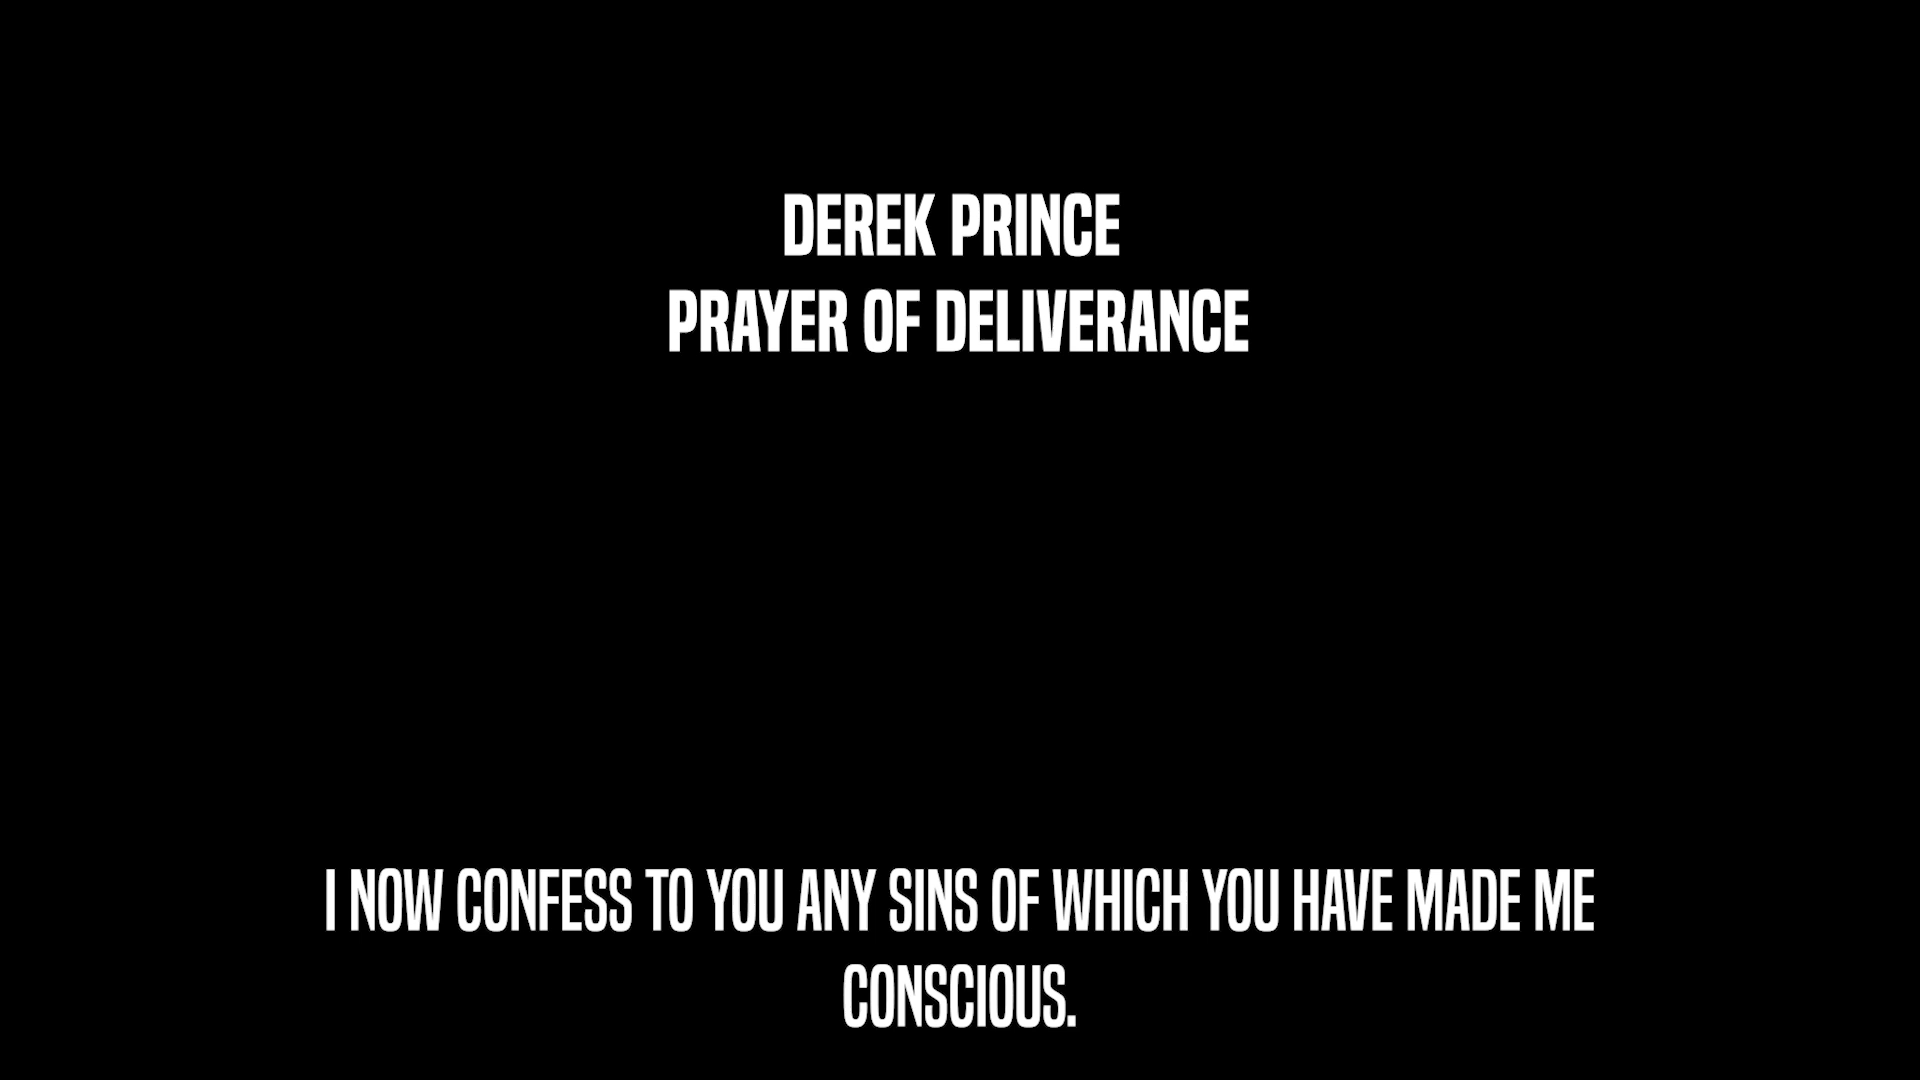 DEREK PRINCE
PRAYER OF DELIVERANCE
I NOW CONFESS TO YOU ANY SINS OF WHICH YOU HAVE MADE ME
CONSCIOUS.